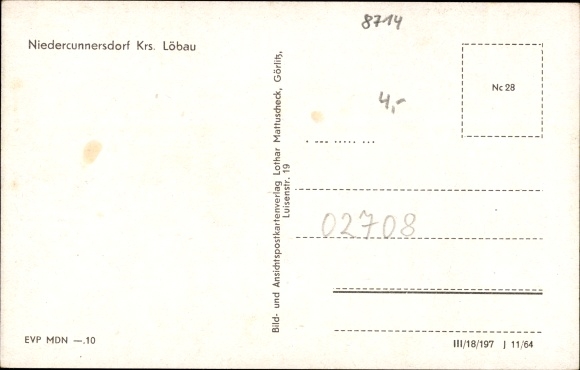 8714
Niedercunnersdorf Krs. Löbau
Nc 28
4,-
Bild- und Ansichtspostkartenverlag Lothar Mattuscheck, Görlitz,
Luisenstr. 19
02708
EVP MDN —.10
III/18/197 J 11/64